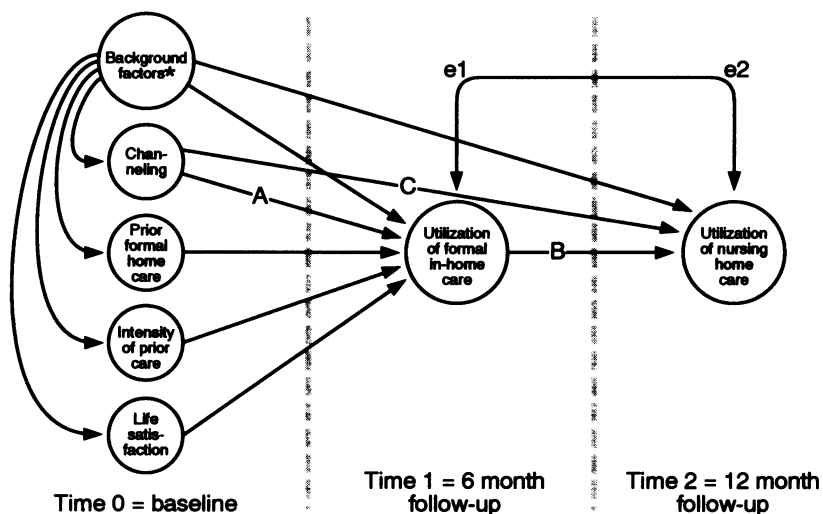 Background
factors*
Chan-
neling
Prior
formal
home
care
Intensity
of prior
care
Life
satis-
faction
A
C
B
e1
e2
Utilization
of formal
in-home
care
Utilization
of nursing
home
care
Time 0 = baseline
Time 1 = 6 month
follow-up
Time 2 = 12 month
follow-up